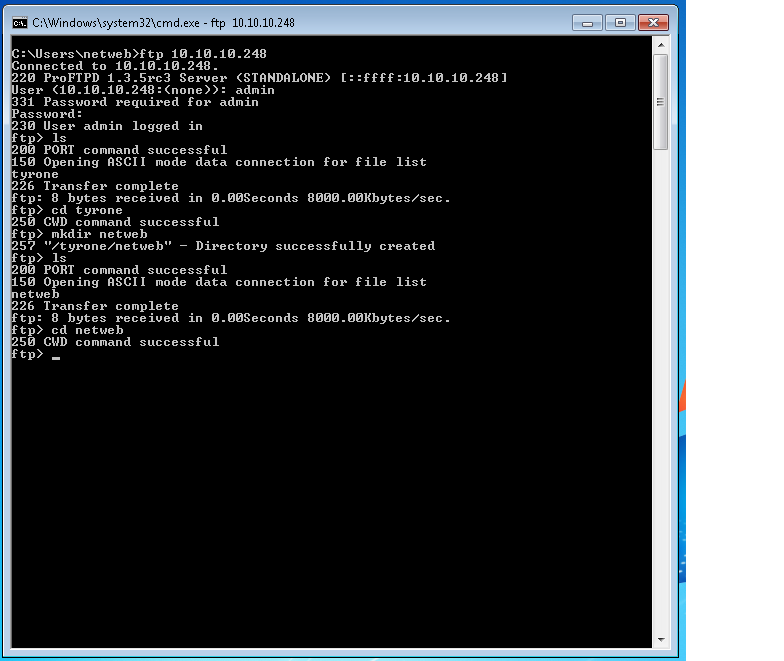 C:\Windows\system32\cmd.exe - ftp 10.10.10.248
C:\Users\netweb>ftp 10.10.10.248
Connected to 10.10.10.248.
220 ProFTPD 1.3.5rc3 Server (STANDALONE) [::ffff:10.10.10.248]
User (10.10.10.248:(none)): admin
331 Password required for admin
Password:
230 User admin logged in
ftp> ls
200 PORT command successful
150 Opening ASCII mode data connection for file list
tyrone
226 Transfer complete
ftp: 8 bytes received in 0.00Seconds 8000.00Kbytes/sec.
ftp> cd tyrone
250 CWD command successful
ftp> mkdir netweb
257 "/tyrone/netweb" - Directory successfully created
ftp> ls
200 PORT command successful
150 Opening ASCII mode data connection for file list
netweb
226 Transfer complete
ftp: 8 bytes received in 0.00Seconds 8000.00Kbytes/sec.
ftp> cd netweb
250 CWD command successful
ftp> _